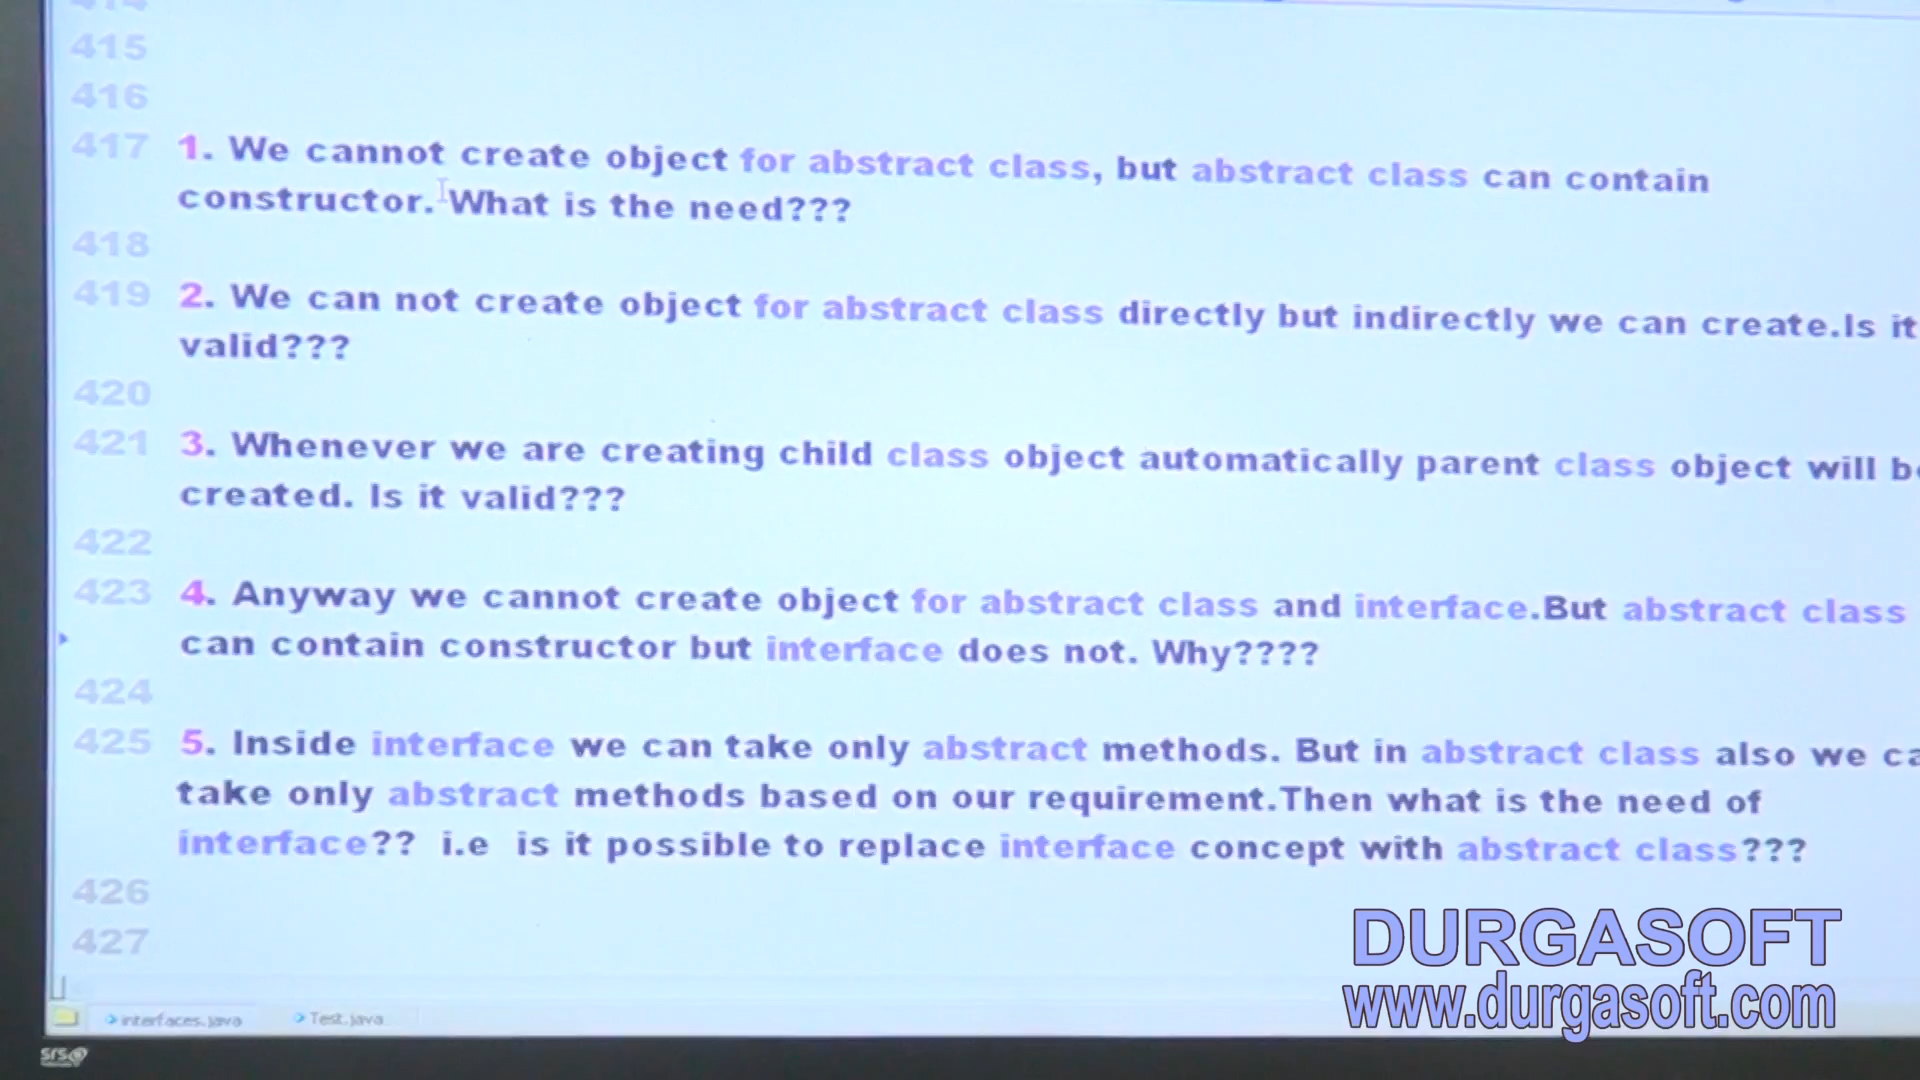 415
416
417 1. We cannot create object for abstract class, but abstract class can contain
constructor. What is the need???
418
419 2. We can not create object for abstract class directly but indirectly we can create.Is it
valid???
420
421 3. Whenever we are creating child class object automatically parent class object will be
created. Is it valid???
422
423 4. Anyway we cannot create object for abstract class and interface.But abstract class
can contain constructor but interface does not. Why????
424
425 5. Inside interface we can take only abstract methods. But in abstract class also we ca
take only abstract methods based on our requirement.Then what is the need of
interface?? i.e is it possible to replace interface concept with abstract class???
426
427
DURGASOFT
www.durgasoft.com
interfaces.java Test.java